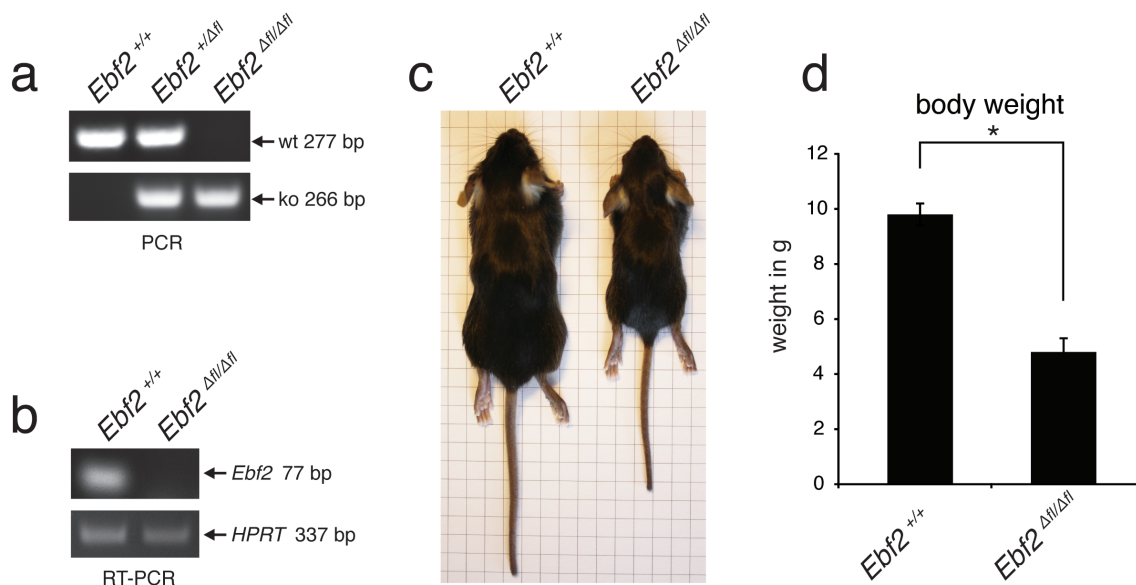 a
Ebf2 +/+
Ebf2 +/Δfl
Ebf2 Δfl/Δfl
wt 277 bp
ko 266 bp
PCR
b
Ebf2 +/+
Ebf2 Δfl/Δfl
Ebf2 77 bp
HPRT 337 bp
RT-PCR
c
Ebf2 +/+
Ebf2 Δfl/Δfl
d
body weight
*
weight in g
12
10
8
6
4
2
0
Ebf2 +/+
Ebf2 Δfl/Δfl